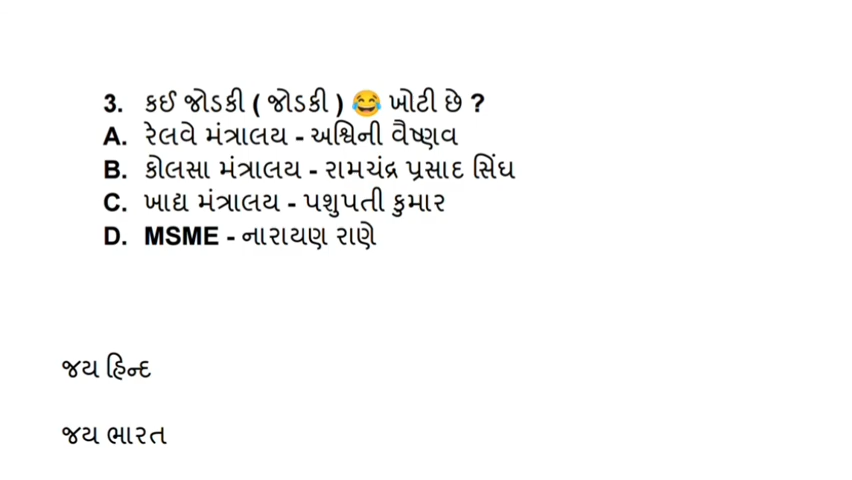 3. કઈ જોડકી ( જોડકી ) 😂 ખોટી છે ?
A. રેલવે મંત્રાલય - અશ્વિની વૈષ્ણવ
B. કોલસા મંત્રાલય - રામચંદ્ર પ્રસાદ સિંઘ
C. ખાદ્ય મંત્રાલય - પશુપતી કુમાર
D. MSME - નારાયણ રાણે
જય હિન્દ
જય ભારત